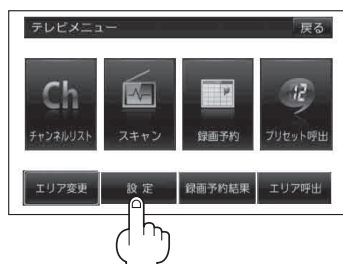 テレビメニュー 戻る
Ch
12
チャンネルリスト スキャン 録画予約 プリセット呼出
エリア変更 設 定 録画予約結果 エリア呼出